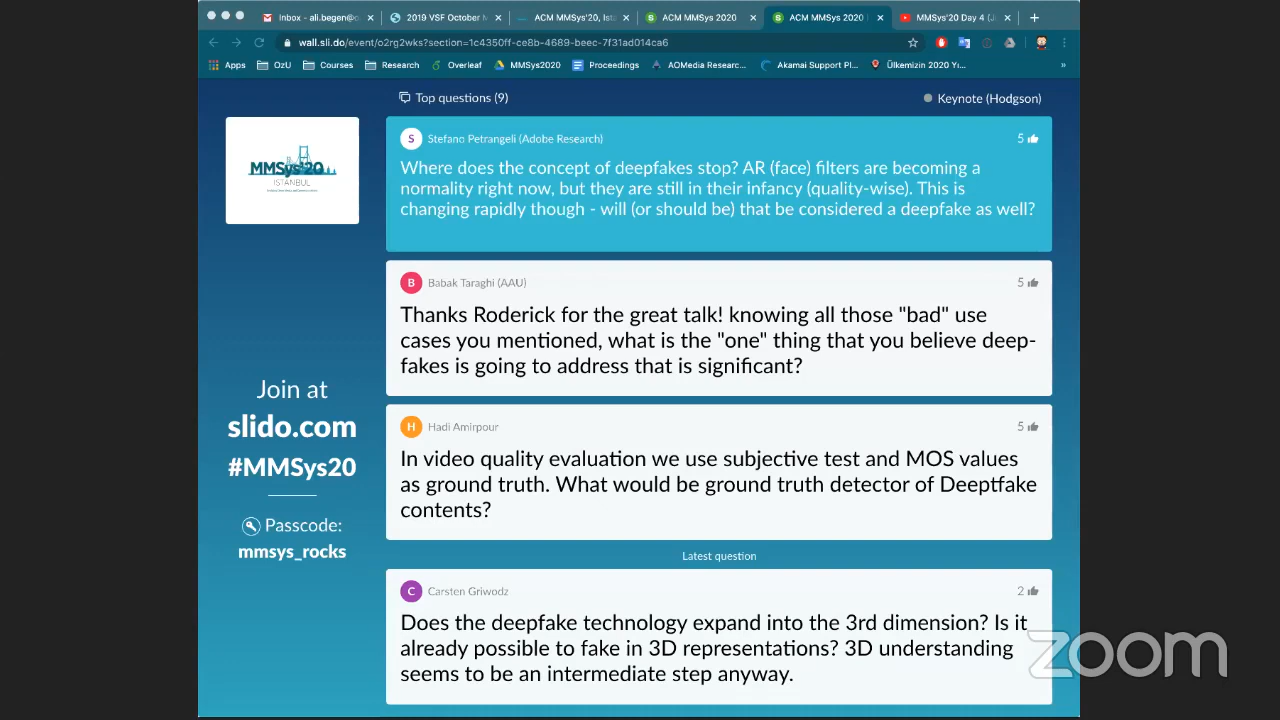 Inbox - ali.begen@o
2019 VSF October M
ACM MMSys'20, Ista
ACM MMSys 2020
ACM MMSys 2020
MMSys'20 Day 4 (J
wall.sli.do/event/o2rg2wks?section=1c4350ff-ce8b-4689-beec-7f31ad014ca6
Apps
OzU
Courses
Research
Overleaf
MMSys2020
Proceedings
AOMedia Researc...
Akamai Support Pl...
Ülkemizin 2020 Yı...
»
Top questions (9)
Keynote (Hodgson)
MMSys'20
ISTANBUL
Join at
slido.com
#MMSys20
Passcode:
mmsys_rocks
S Stefano Petrangeli (Adobe Research) 5
Where does the concept of deepfakes stop? AR (face) filters are becoming a
normality right now, but they are still in their infancy (quality-wise). This is
changing rapidly though - will (or should be) that be considered a deepfake as well?
B Babak Taraghi (AAU) 5
Thanks Roderick for the great talk! knowing all those "bad" use
cases you mentioned, what is the "one" thing that you believe deep-
fakes is going to address that is significant?
H Hadi Amirpour 5
In video quality evaluation we use subjective test and MOS values
as ground truth. What would be ground truth detector of Deeptfake
contents?
Latest question
C Carsten Griwodz 2
Does the deepfake technology expand into the 3rd dimension? Is it
already possible to fake in 3D representations? 3D understanding
seems to be an intermediate step anyway.
zoom